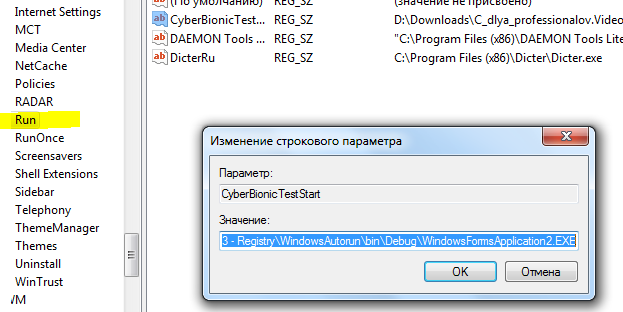 Internet Settings
MCT
Media Center
NetCache
Policies
RADAR
Run
RunOnce
Screensavers
Shell Extensions
Sidebar
Telephony
ThemeManager
Themes
Uninstall
WinTrust
WM
(По умолчанию) REG_SZ (значение не присвоено)
CyberBionicTest... REG_SZ D:\Downloads\C_dlya_professionalov.Video
DAEMON Tools ... REG_SZ "C:\Program Files (x86)\DAEMON Tools Lite
DicterRu REG_SZ C:\Program Files (x86)\Dicter\Dicter.exe
Изменение строкового параметра
Параметр:
CyberBionicTestStart
Значение:
3 - Registry\WindowsAutorun\bin\Debug\WindowsFormsApplication2.EXE
OK Отмена